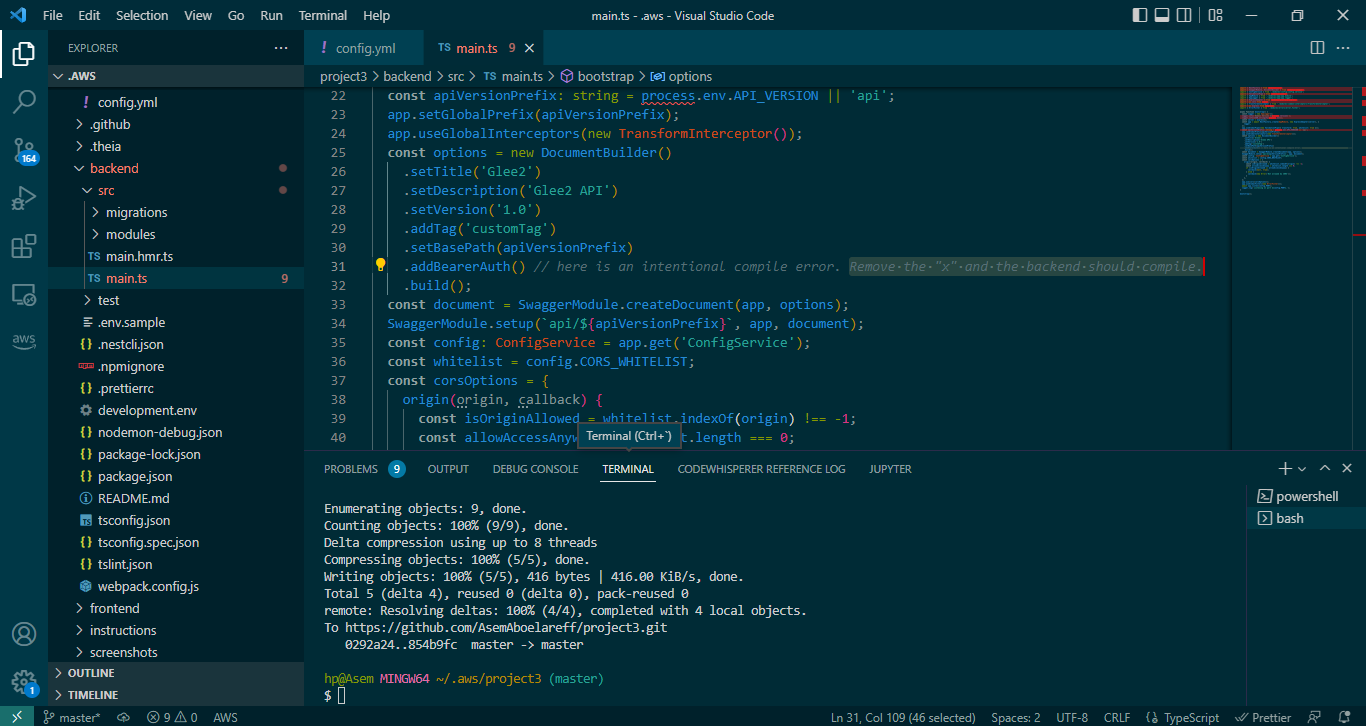 File Edit Selection View Go Run Terminal Help
main.ts - .aws - Visual Studio Code
EXPLORER
.AWS
config.yml
.github
.theia
backend
src
migrations
modules
TS main.hmr.ts
TS main.ts 9
test
.env.sample
{} .nestcli.json
.npmignore
{} .prettierrc
development.env
{} nodemon-debug.json
{} package-lock.json
{} package.json
README.md
tsconfig.json
{} tsconfig.spec.json
{} tslint.json
webpack.config.js
frontend
instructions
screenshots
OUTLINE
TIMELINE
164
aws
1
! config.yml
TS main.ts 9
project3 > backend > src > TS main.ts > bootstrap > options
22 const apiVersionPrefix: string = process.env.API_VERSION || 'api';
23 app.setGlobalPrefix(apiVersionPrefix);
24 app.useGlobalInterceptors(new TransformInterceptor());
25 const options = new DocumentBuilder()
26 .setTitle('Glee2')
27 .setDescription('Glee2 API')
28 .setVersion('1.0')
29 .addTag('customTag')
30 .setBasePath(apiVersionPrefix)
31 .addBearerAuth() // here is an intentional compile error. Remove·the·"x"·and·the·backend·should·compile.
32 .build();
33 const document = SwaggerModule.createDocument(app, options);
34 SwaggerModule.setup(`api/${apiVersionPrefix}`, app, document);
35 const config: ConfigService = app.get('ConfigService');
36 const whitelist = config.CORS_WHITELIST;
37 const corsOptions = {
38 origin(origin, callback) {
39 const isOriginAllowed = whitelist.indexOf(origin) !== -1;
40 const allowAccessAnyw t.length === 0;
Terminal (Ctrl+`)
PROBLEMS 9 OUTPUT DEBUG CONSOLE TERMINAL CODEWHISPERER REFERENCE LOG JUPYTER
Enumerating objects: 9, done.
Counting objects: 100% (9/9), done.
Delta compression using up to 8 threads
Compressing objects: 100% (5/5), done.
Writing objects: 100% (5/5), 416 bytes | 416.00 KiB/s, done.
Total 5 (delta 4), reused 0 (delta 0), pack-reused 0
remote: Resolving deltas: 100% (4/4), completed with 4 local objects.
To https://github.com/AsemAboelareff/project3.git
0292a24..854b9fc master -> master
hp@Asem MINGW64 ~/.aws/project3 (master)
$
powershell
bash
master* 9 0 AWS
Ln 31, Col 109 (46 selected) Spaces: 2 UTF-8 CRLF {} TypeScript Prettier